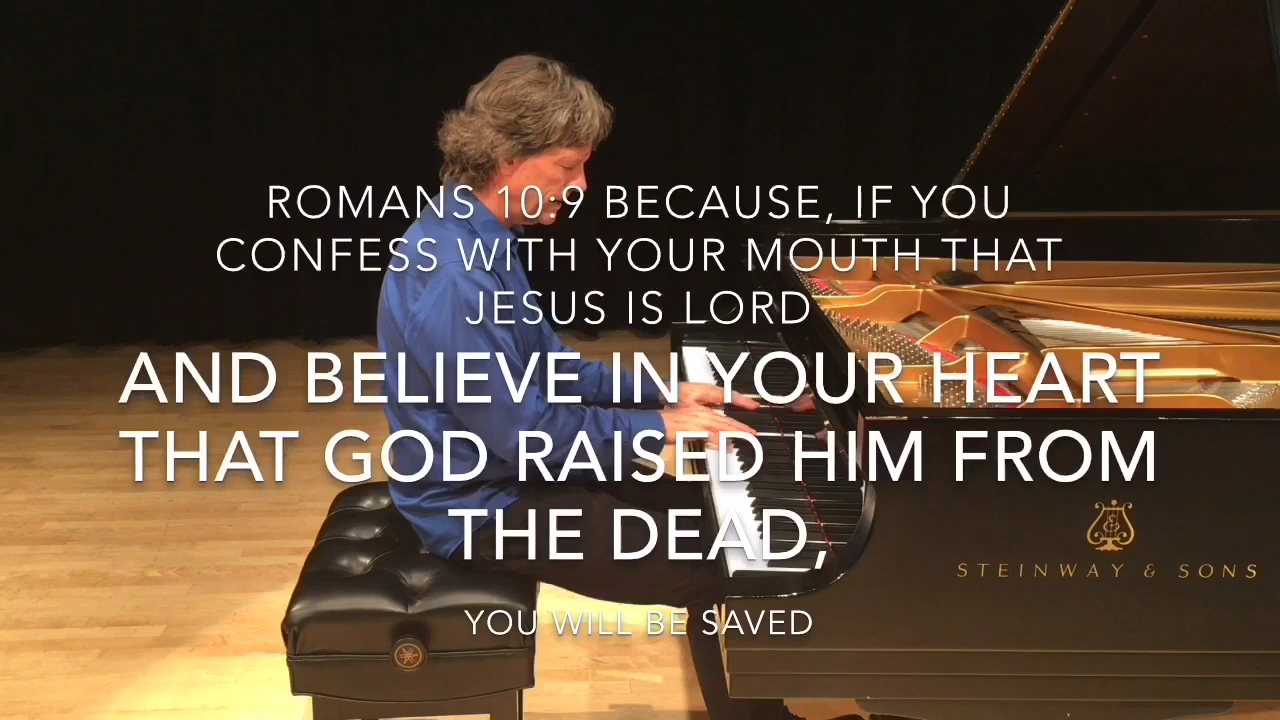 ROMANS 10:9 BECAUSE, IF YOU
CONFESS WITH YOUR MOUTH THAT
JESUS IS LORD
AND BELIEVE IN YOUR HEART
THAT GOD RAISED HIM FROM
THE DEAD,
STEINWAY & SONS
YOU WILL BE SAVED